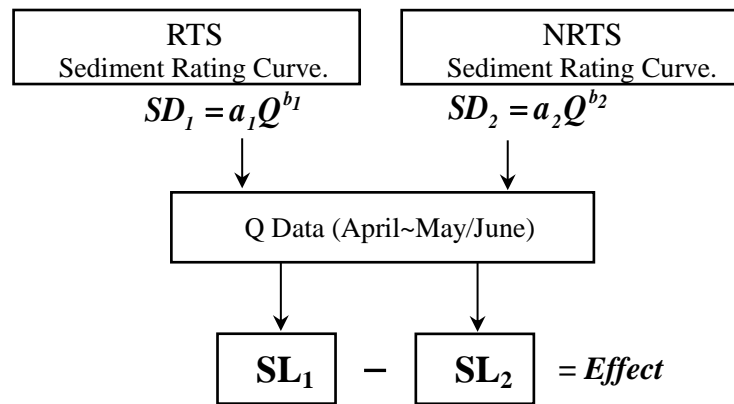 RTS
Sediment Rating Curve.
NRTS
Sediment Rating Curve.
SD₁ = a₁Q^b1
SD₂ = a₂Q^b2
Q Data (April~May/June)
SL₁ − SL₂ = Effect